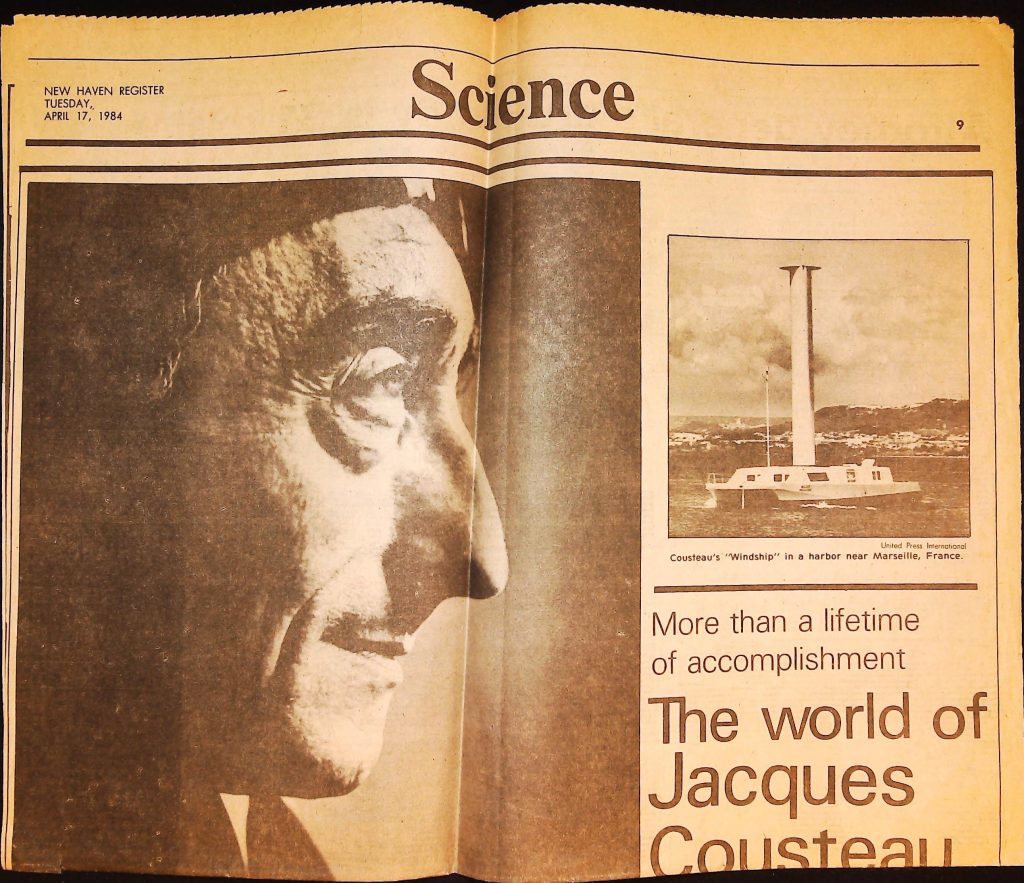 NEW HAVEN REGISTER
TUESDAY,
APRIL 17, 1984
Science
9
United Press International
Cousteau's "Windship" in a harbor near Marseille, France.
More than a lifetime
of accomplishment
The world of
Jacques
Cousteau